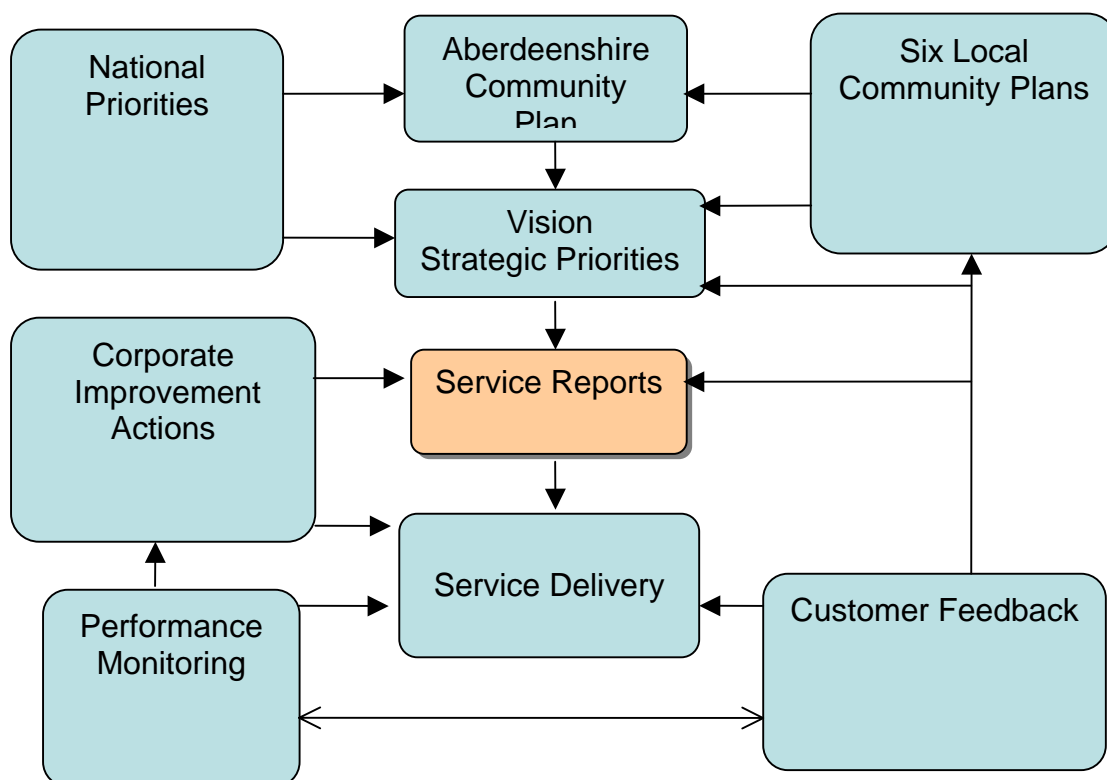 National
Priorities
Aberdeenshire
Community
Plan
Six Local
Community Plans
Vision
Strategic Priorities
Corporate
Improvement
Actions
Service Reports
Service Delivery
Performance
Monitoring
Customer Feedback